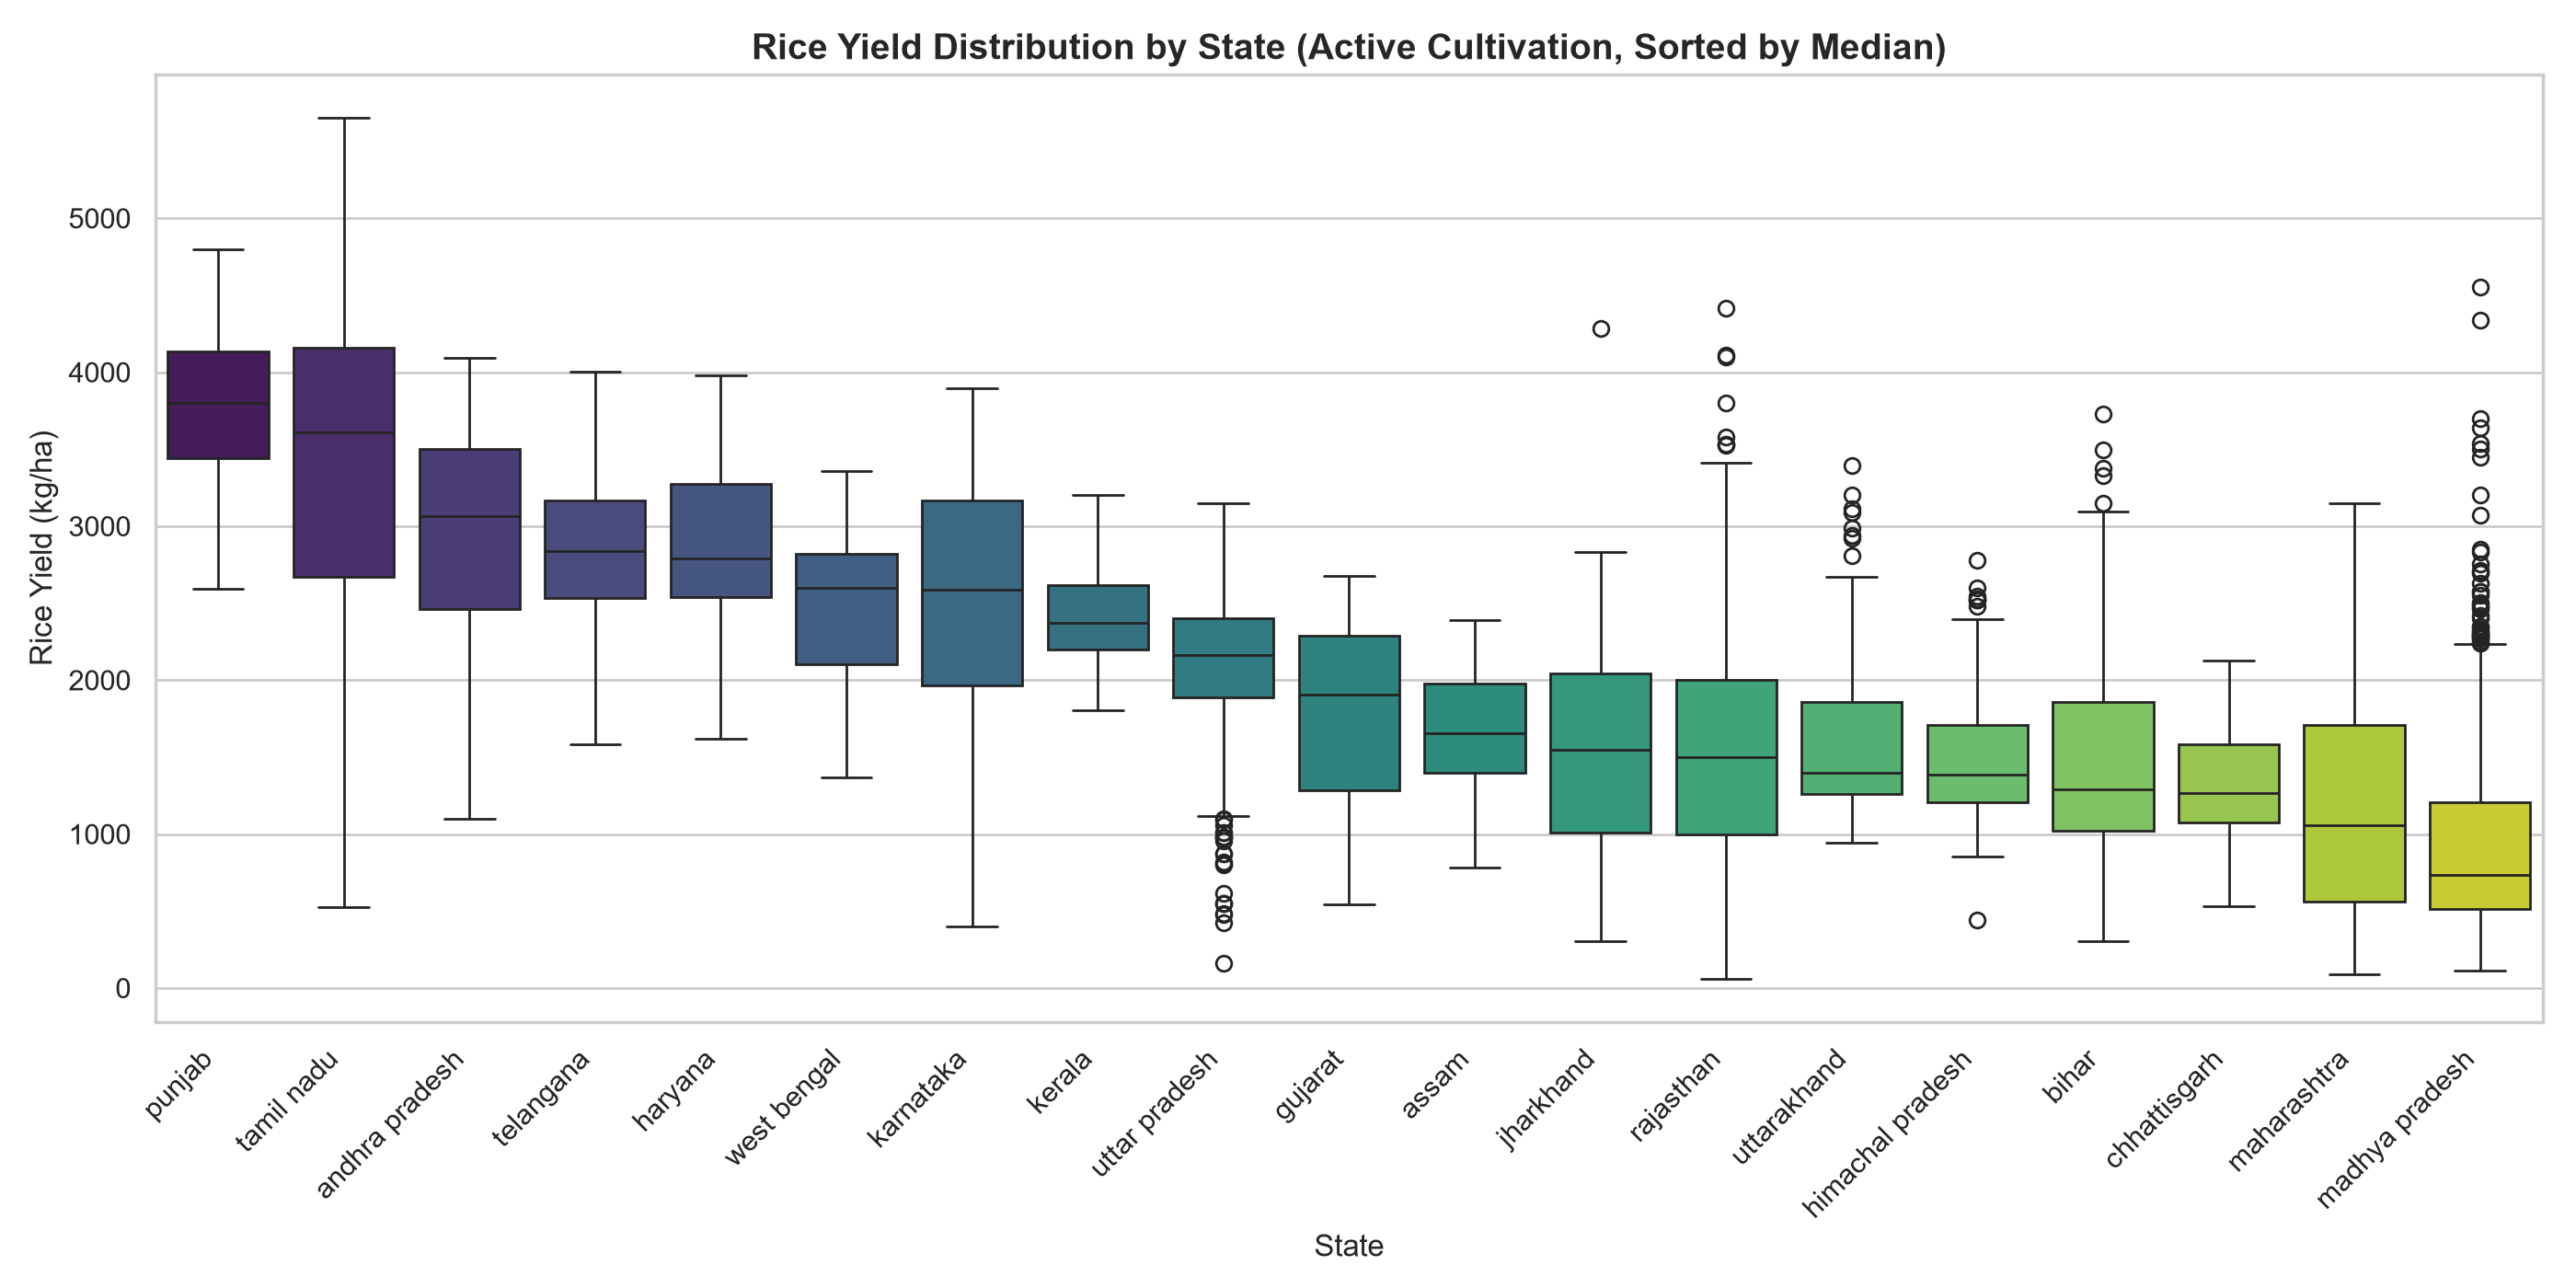 Rice Yield Distribution by State (Active Cultivation, Sorted by Median)
Rice Yield (kg/ha)
5000
4000
3000
2000
1000
0
punjab
tamil nadu
andhra pradesh
telangana
haryana
west bengal
karnataka
kerala
uttar pradesh
gujarat
assam
jharkhand
rajasthan
uttarakhand
himachal pradesh
bihar
chhattisgarh
maharashtra
madhya pradesh
State